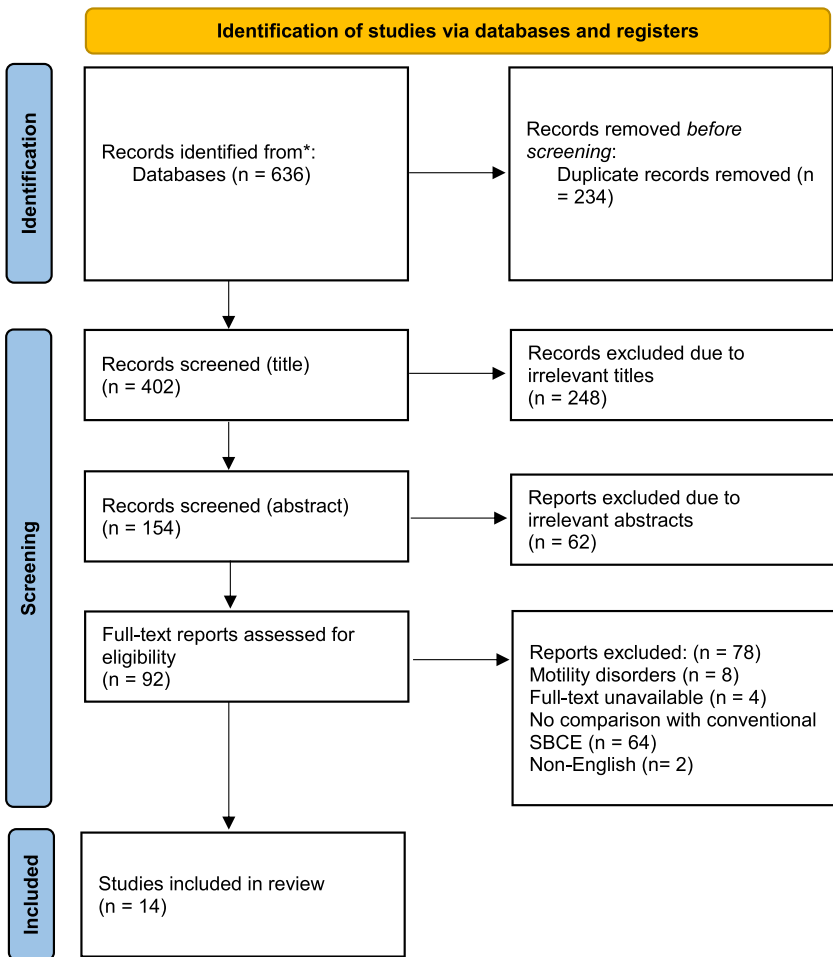 Identification of studies via databases and registers
Identification
Records identified from*:
Databases (n = 636)
Records removed before
screening:
Duplicate records removed (n
= 234)
Screening
Records screened (title)
(n = 402)
Records excluded due to
irrelevant titles
(n = 248)
Records screened (abstract)
(n = 154)
Reports excluded due to
irrelevant abstracts
(n = 62)
Full-text reports assessed for
eligibility
(n = 92)
Reports excluded: (n = 78)
Motility disorders (n = 8)
Full-text unavailable (n = 4)
No comparison with conventional
SBCE (n = 64)
Non-English (n= 2)
Included
Studies included in review
(n = 14)